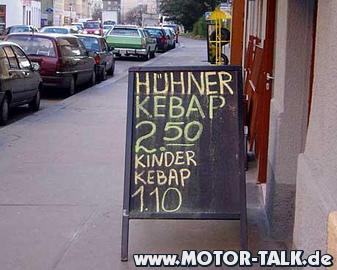 HÜHNER
KEBAP
2.50
KINDER
KEBAP
1.10
www.MOTOR-TALK.de